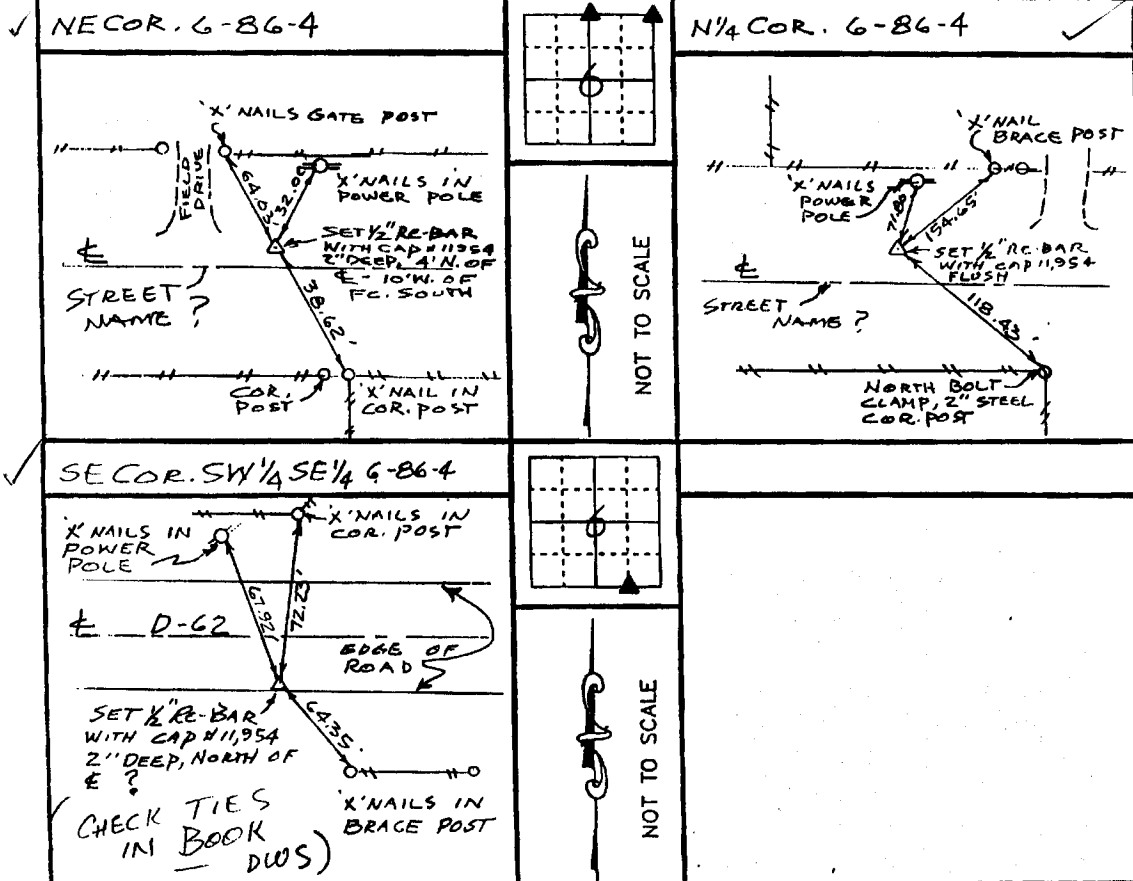 ✓ NE COR. 6-86-4
'X' NAILS GATE POST
FIELD
DRIVE
32.00'
'X' NAILS IN
POWER POLE
SET 1/2" RE-BAR
WITH CAP # 11954
2" DEEP, 4' N. OF
℄ - 10' W. OF
FC. SOUTH
℄
STREET
NAME ?
38.62'
COR.
POST
'X' NAIL IN
COR. POST
6
NOT TO SCALE
N 1/4 COR. 6-86-4 ✓
'X' NAIL
BRACE POST
'X' NAILS
POWER
POLE
71.80'
154.65'
SET 1/2" RE-BAR
WITH CAP 11,954
FLUSH
℄
STREET
NAME ?
118.43'
NORTH BOLT
CLAMP, 2" STEEL
COR. POST
✓ SE COR. SW 1/4 SE 1/4 6-86-4
'X' NAILS IN
POWER
POLE
'X' NAILS IN
COR. POST
67.92'
72.23'
℄ D-62
EDGE OF
ROAD
SET 1/2" RE-BAR
WITH CAP # 11,954
2" DEEP, NORTH OF
℄ ?
64.35'
'X' NAILS IN
BRACE POST
(CHECK TIES
IN BOOK
DWS)
6
NOT TO SCALE